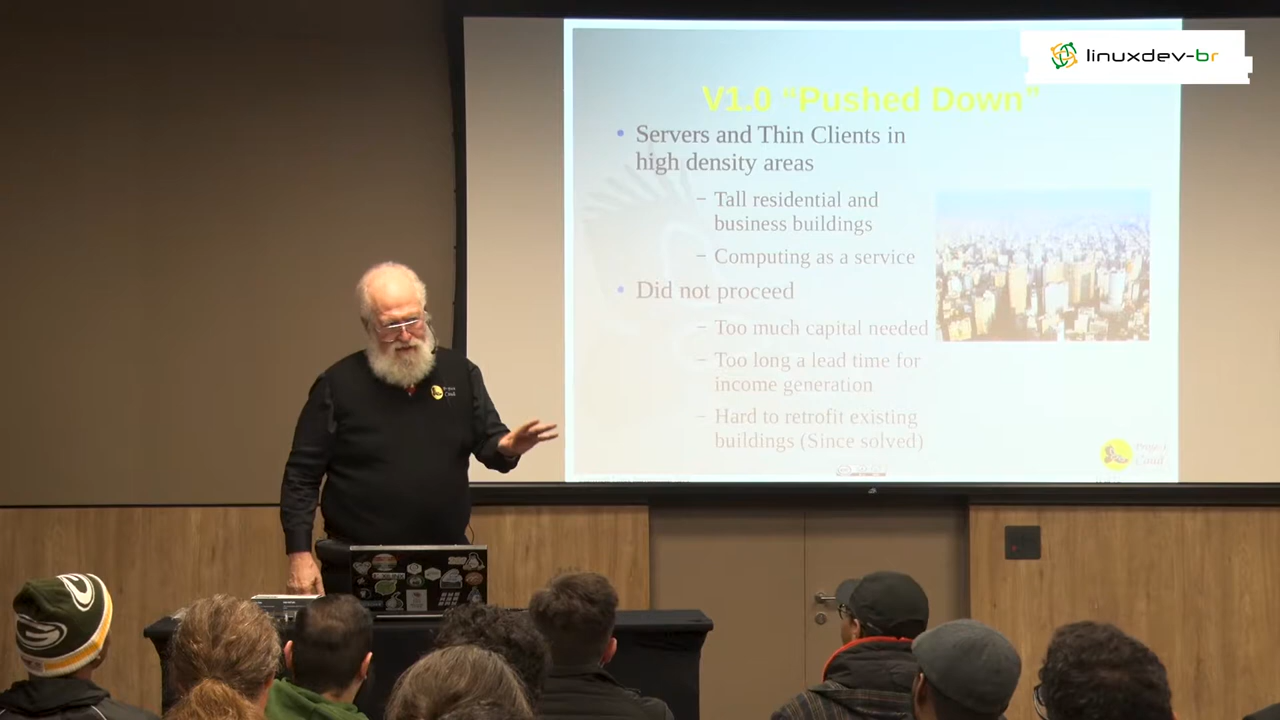 linuxdev-br
V1.0 “Pushed Down”
• Servers and Thin Clients in
high density areas
– Tall residential and
business buildings
– Computing as a service
• Did not proceed
– Too much capital needed
– Too long a lead time for
income generation
– Hard to retrofit existing
buildings (Since solved)
Project
Cauã